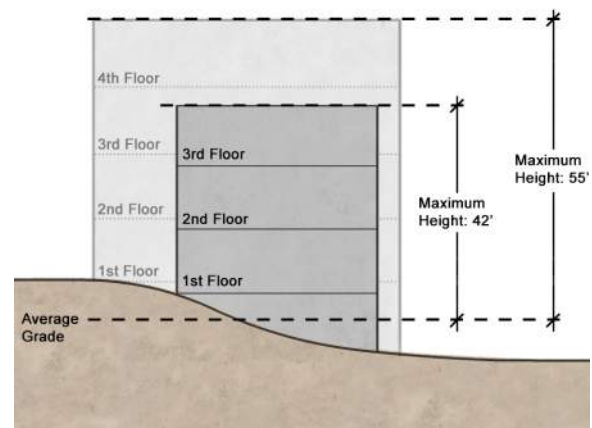 4th Floor
3rd Floor
3rd Floor
Maximum
Height: 55'
Maximum
Height: 42'
2nd Floor
2nd Floor
1st Floor
1st Floor
Average
Grade